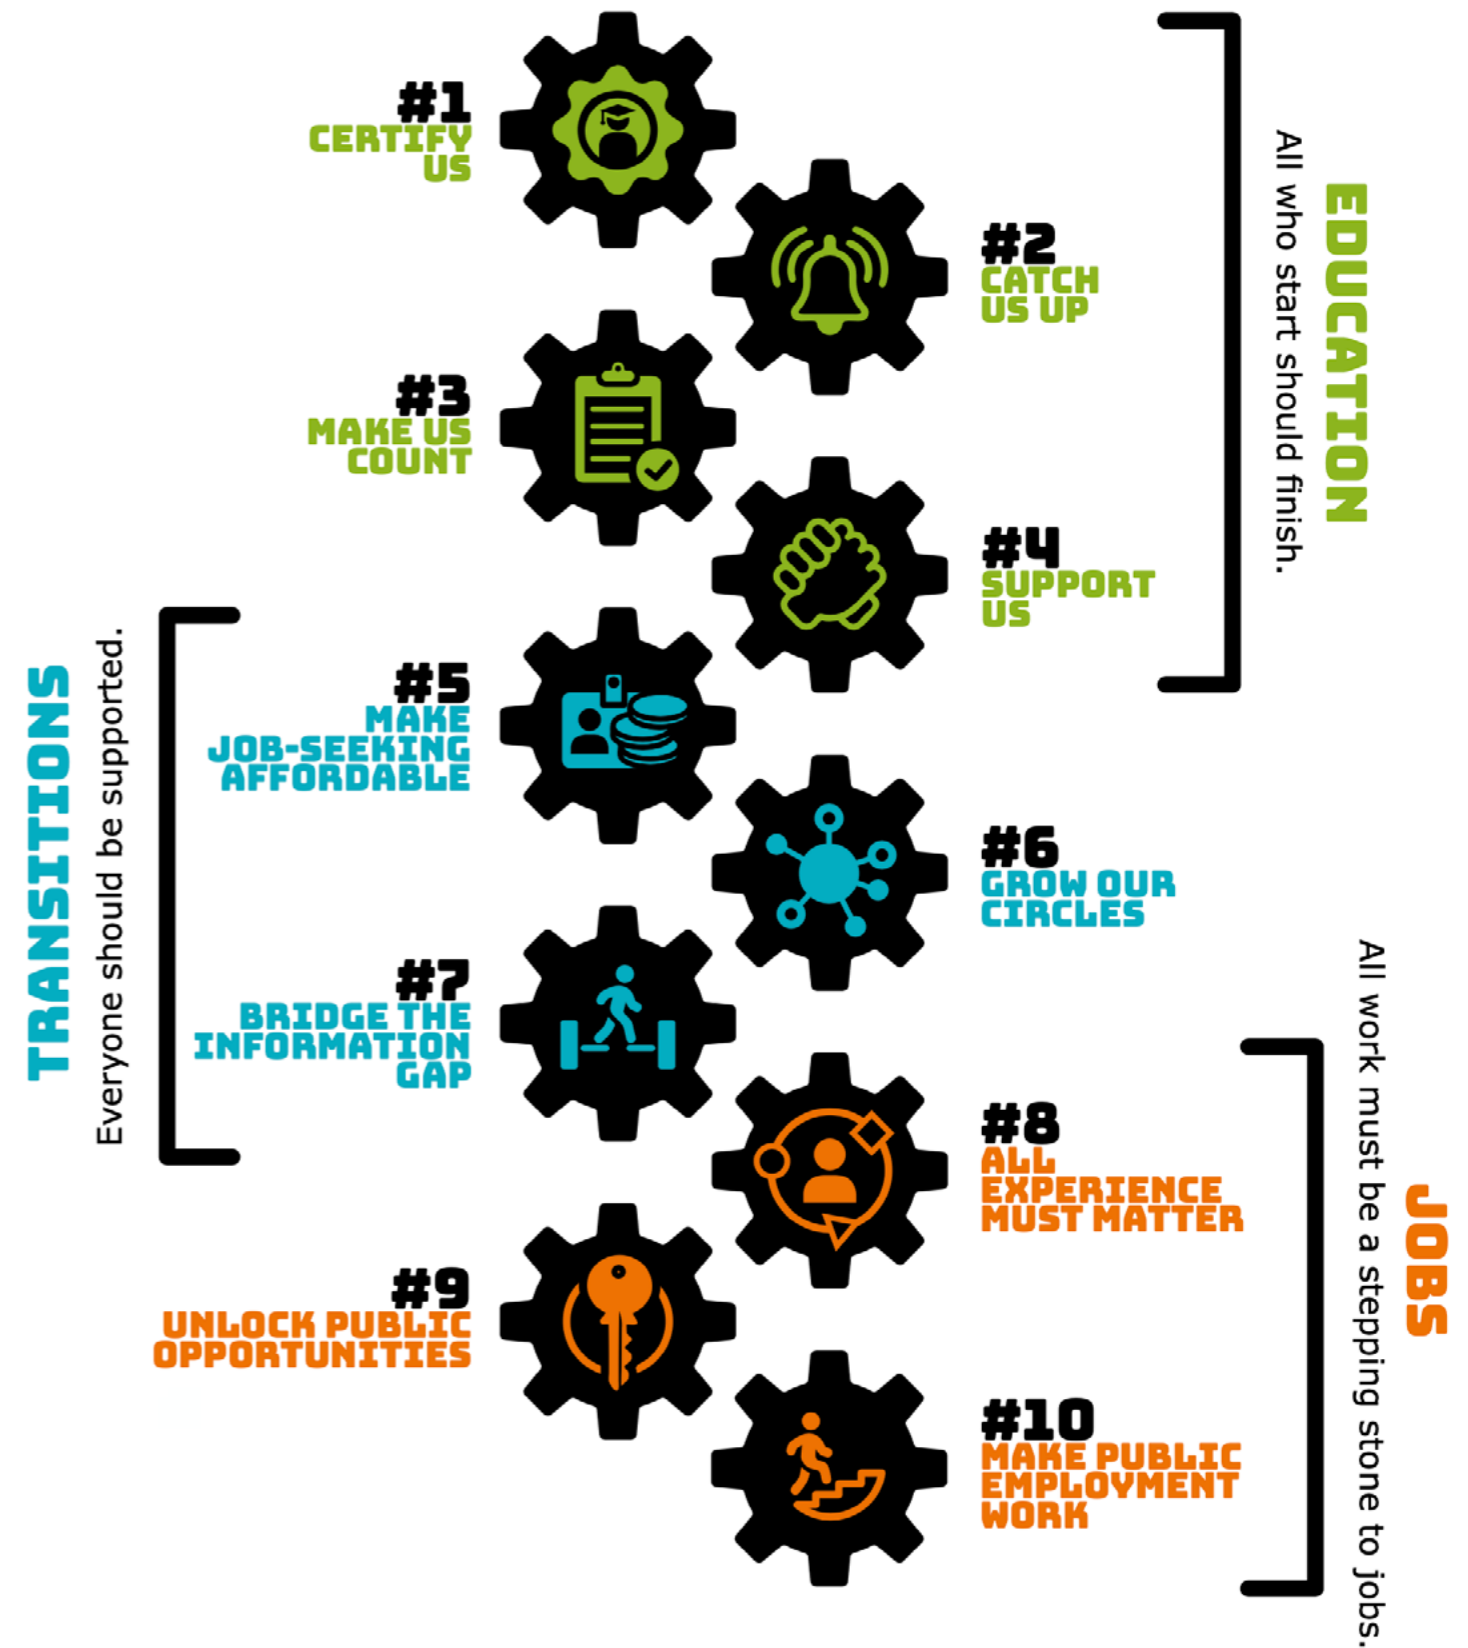 #1
CERTIFY
US
#2
CATCH
US UP
#3
MAKE US
COUNT
#4
SUPPORT
US
EDUCATION
All who start should finish.
#5
MAKE
JOB-SEEKING
AFFORDABLE
#6
GROW OUR
CIRCLES
#7
BRIDGE THE
INFORMATION
GAP
TRANSITIONS
Everyone should be supported.
#8
ALL
EXPERIENCE
MUST MATTER
#9
UNLOCK PUBLIC
OPPORTUNITIES
#10
MAKE PUBLIC
EMPLOYMENT
WORK
JOBS
All work must be a stepping stone to jobs.